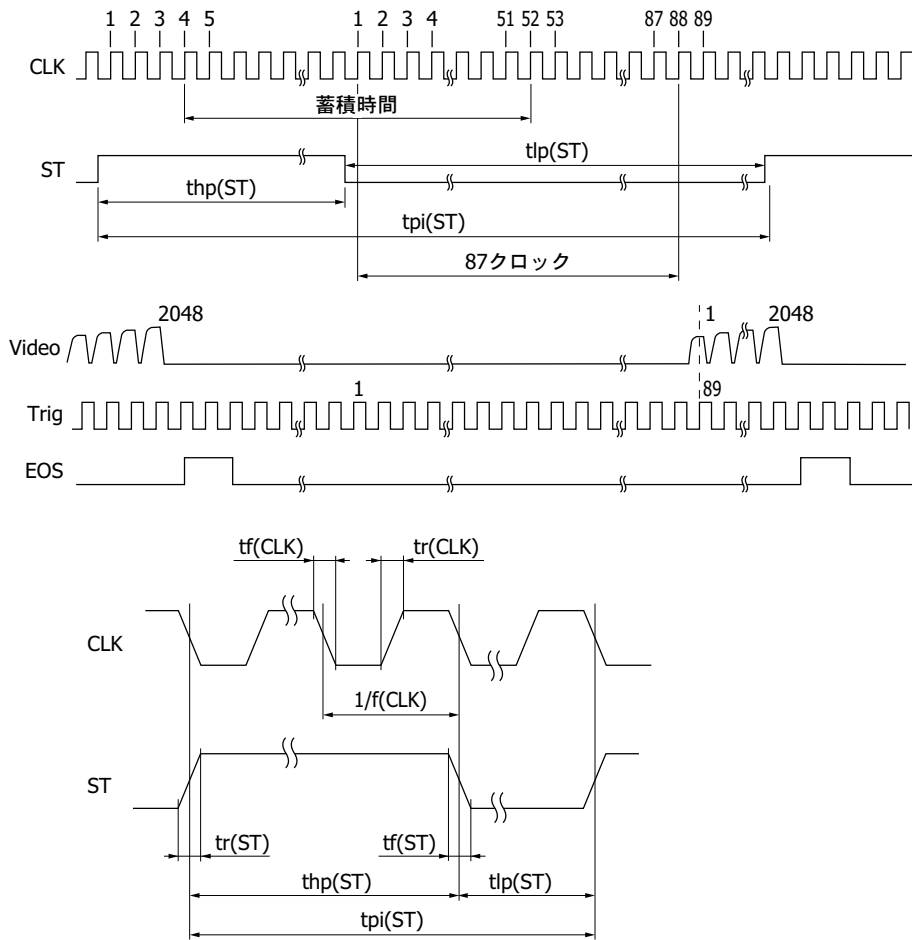 1 2 3 4 5 1 2 3 4 51 52 53 87 88 89
CLK
蓄積時間
ST
tlp(ST)
thp(ST)
tpi(ST)
87クロック
2048 1 2048
Video
1 89
Trig
EOS
tf(CLK) tr(CLK)
CLK
1/f(CLK)
ST
tr(ST) tf(ST)
thp(ST) tlp(ST)
tpi(ST)